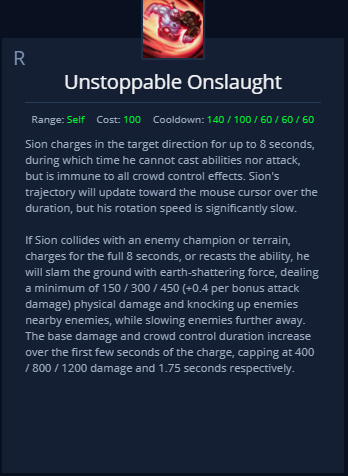 R
Unstoppable Onslaught
Range: Self Cost: 100 Cooldown: 140 / 100 / 60 / 60 / 60
Sion charges in the target direction for up to 8 seconds,
during which time he cannot cast abilities nor attack,
but is immune to all crowd control effects. Sion's
trajectory will update toward the mouse cursor over the
duration, but his rotation speed is significantly slow.
If Sion collides with an enemy champion or terrain,
charges for the full 8 seconds, or recasts the ability, he
will slam the ground with earth-shattering force, dealing
a minimum of 150 / 300 / 450 (+0.4 per bonus attack
damage) physical damage and knocking up enemies
nearby enemies, while slowing enemies further away.
The base damage and crowd control duration increase
over the first few seconds of the charge, capping at 400
/ 800 / 1200 damage and 1.75 seconds respectively.